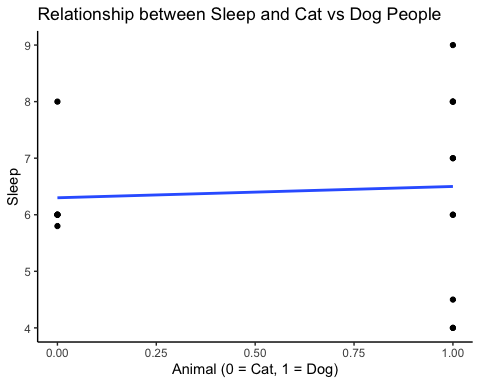 Relationship between Sleep and Cat vs Dog People
Sleep
9
8
7
6
5
4
0.00 0.25 0.50 0.75 1.00
Animal (0 = Cat, 1 = Dog)